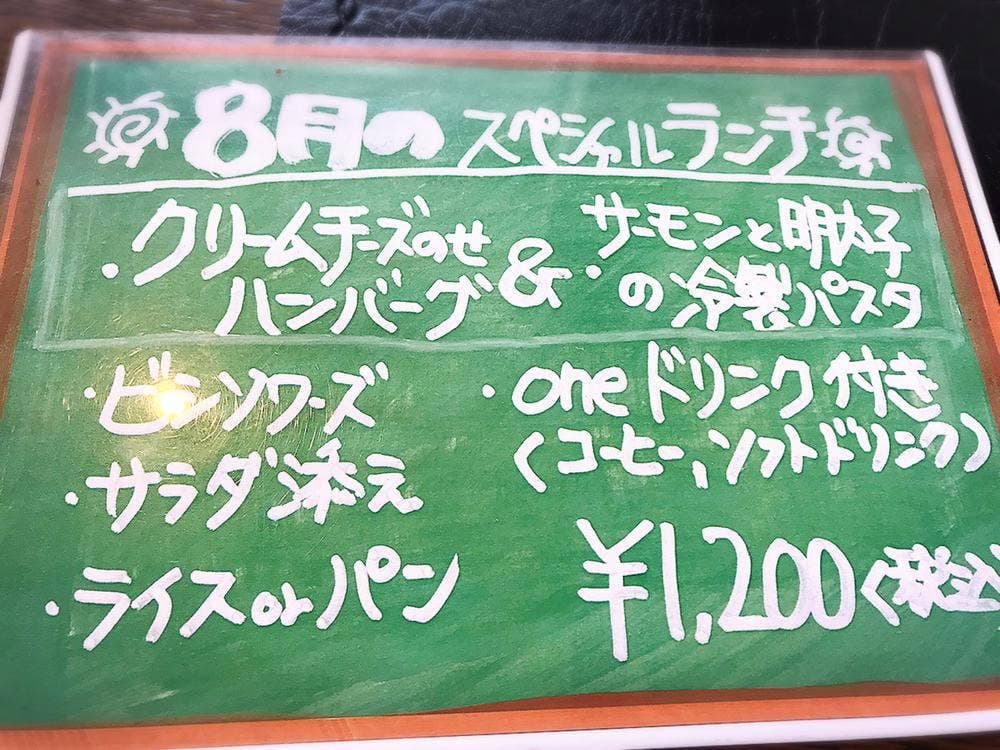 8月のスペシャルランチ
・クリームチーズのせ
ハンバーグ
&
・サーモンと明太子
の冷製パスタ
・ビシソワーズ
・サラダ添え
・ライスorパン
・oneドリンク付き
(コーヒー、ソフトドリンク)
¥1,200(税込)